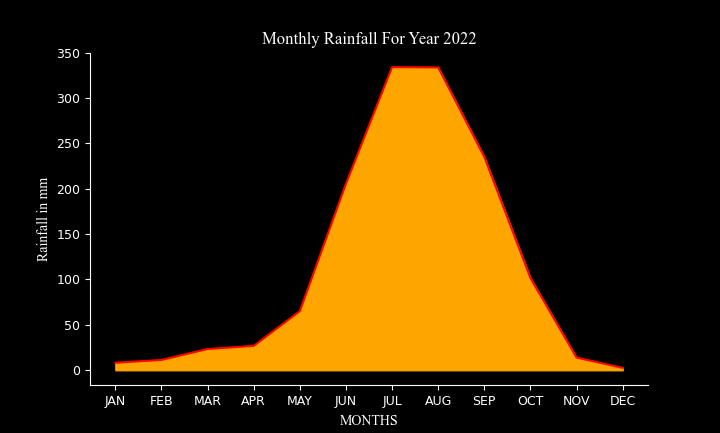 Monthly Rainfall For Year 2022
350
300
250
200
150
100
50
0
Rainfall in mm
JAN FEB MAR APR MAY JUN JUL AUG SEP OCT NOV DEC
MONTHS